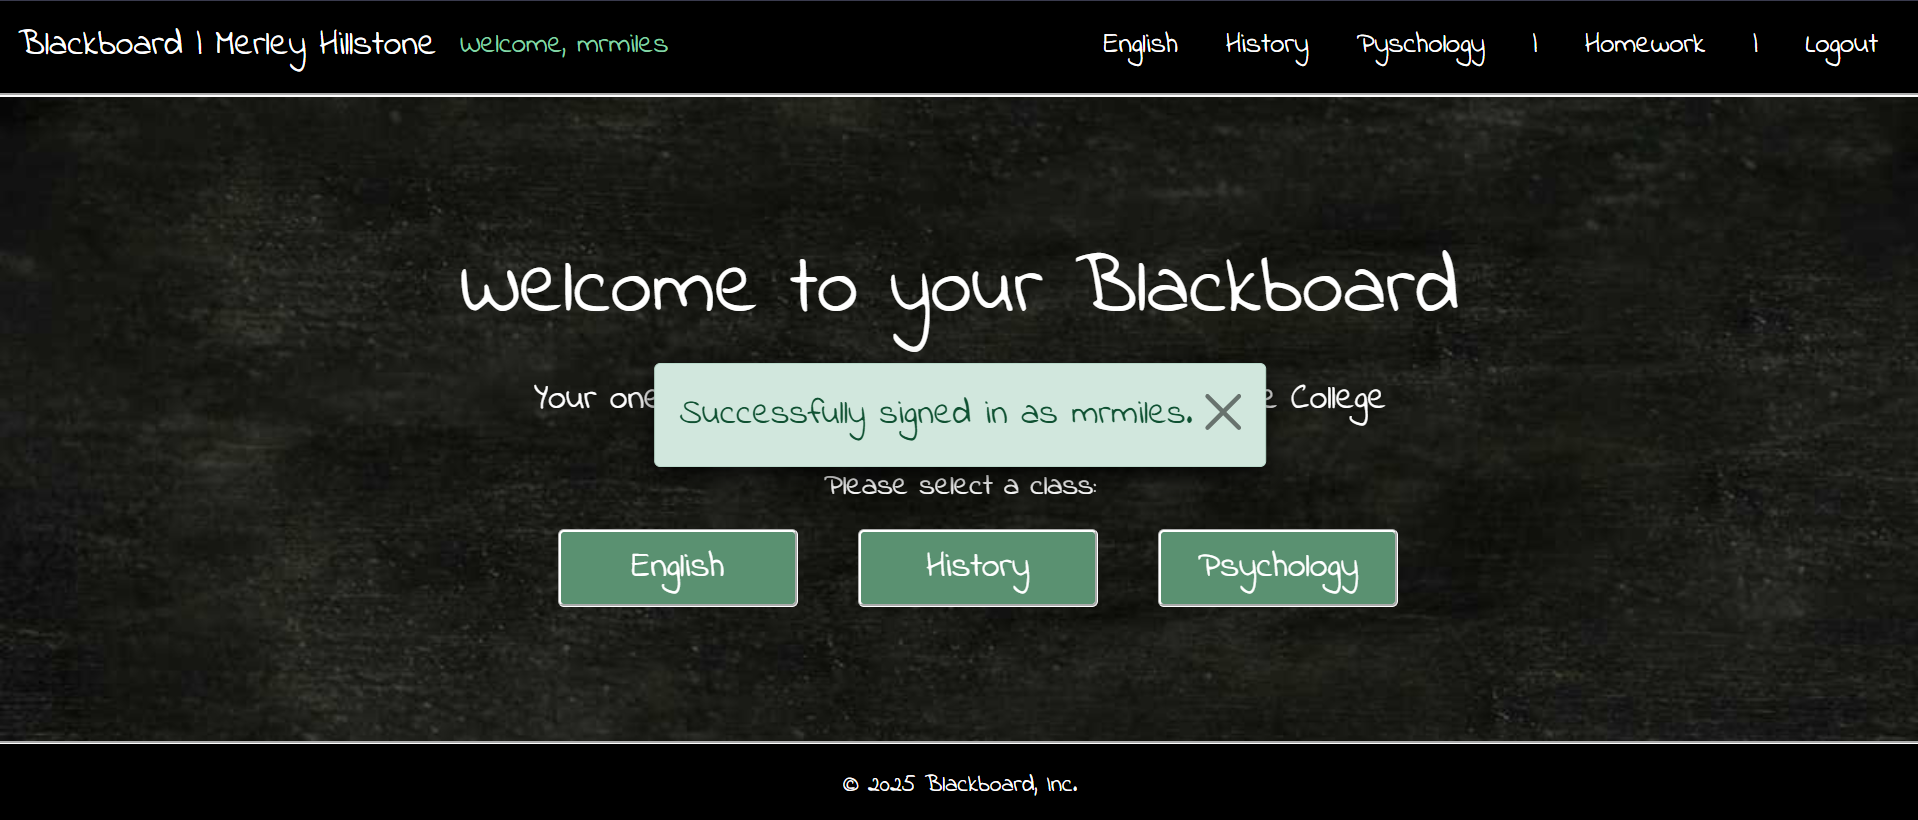 Blackboard | Merley Hillstone Welcome, mrmiles English History Pyschology | Homework | Logout
Welcome to your Blackboard
Your one College
Successfully signed in as mrmiles.
Please select a class:
English History Psychology
© 2025 Blackboard, Inc.